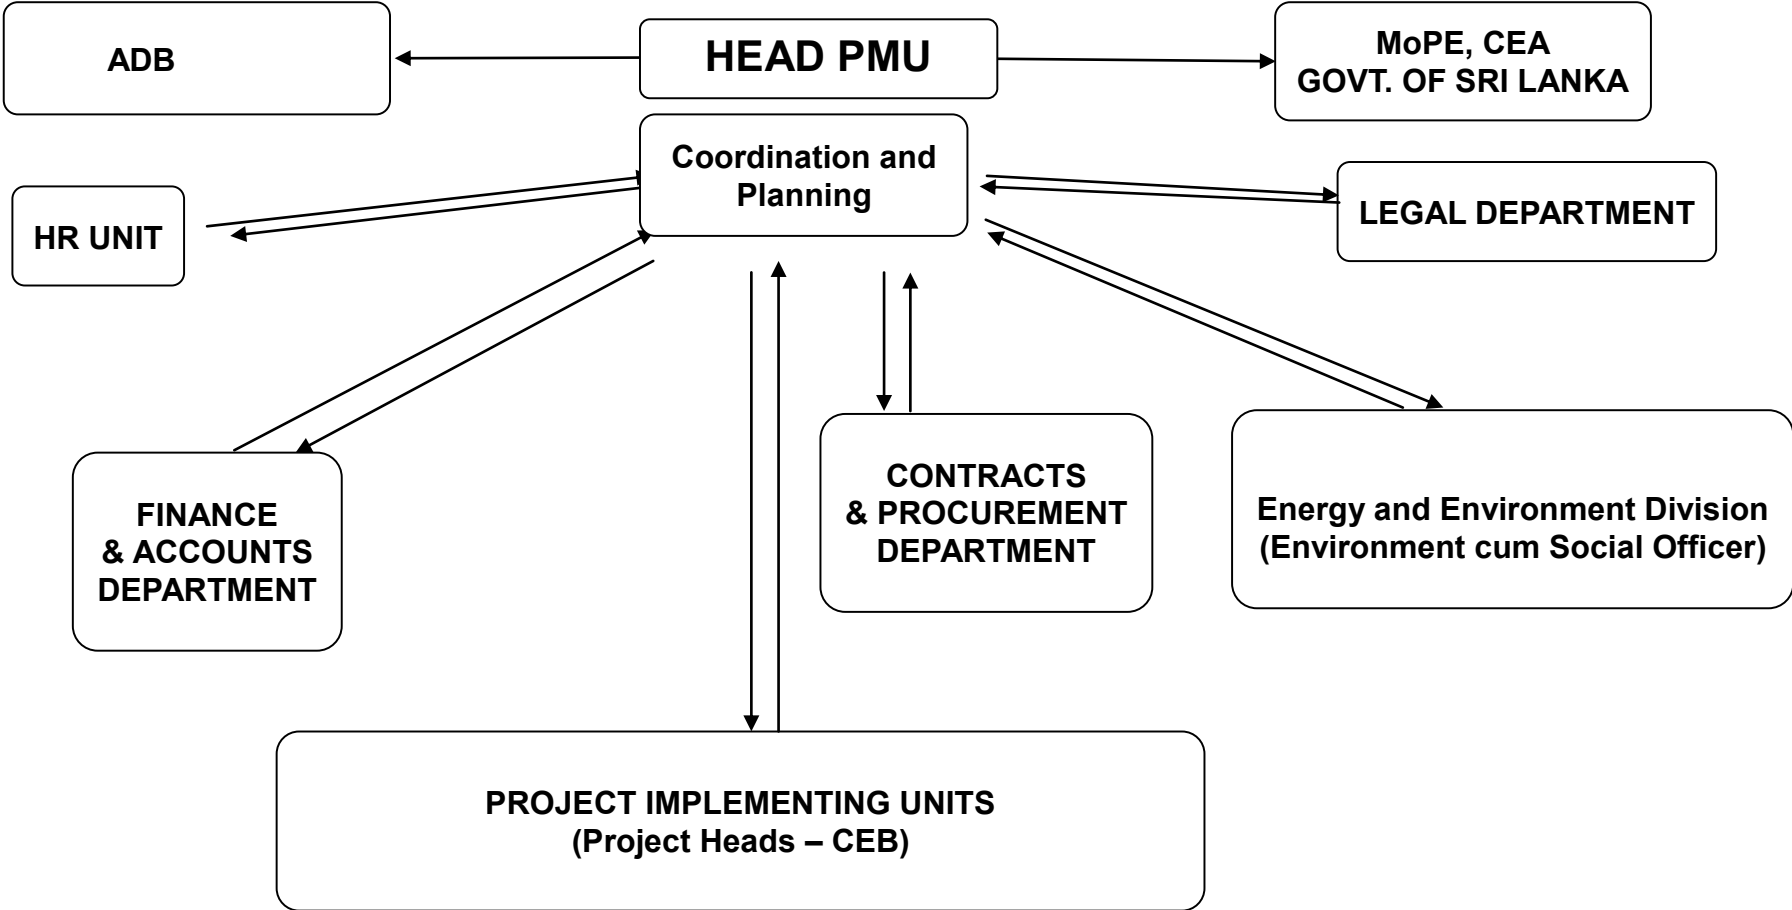 ADB
HEAD PMU
MoPE, CEA
GOVT. OF SRI LANKA
Coordination and
Planning
HR UNIT
LEGAL DEPARTMENT
FINANCE
& ACCOUNTS
DEPARTMENT
CONTRACTS
& PROCUREMENT
DEPARTMENT
Energy and Environment Division
(Environment cum Social Officer)
PROJECT IMPLEMENTING UNITS
(Project Heads – CEB)